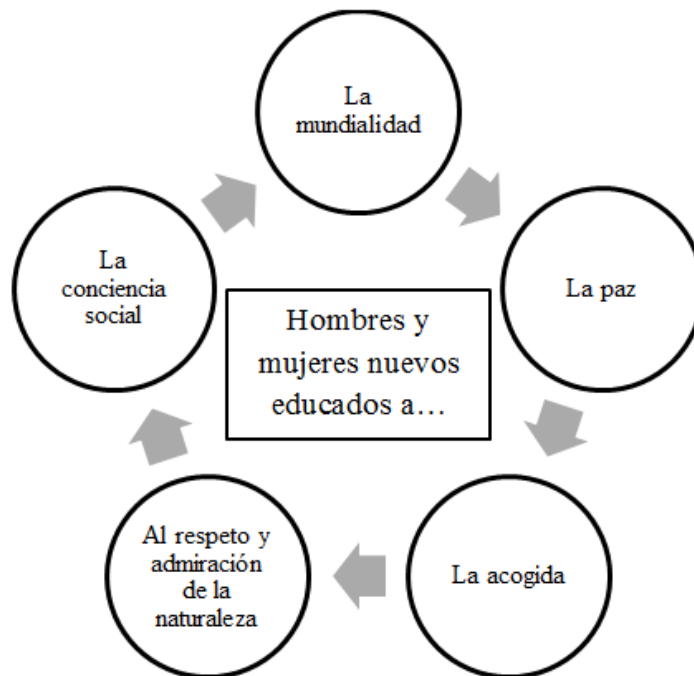 La
mundialidad
La paz
La acogida
Al respeto y
admiración
de la
naturaleza
La
conciencia
social
Hombres y
mujeres nuevos
educados a…